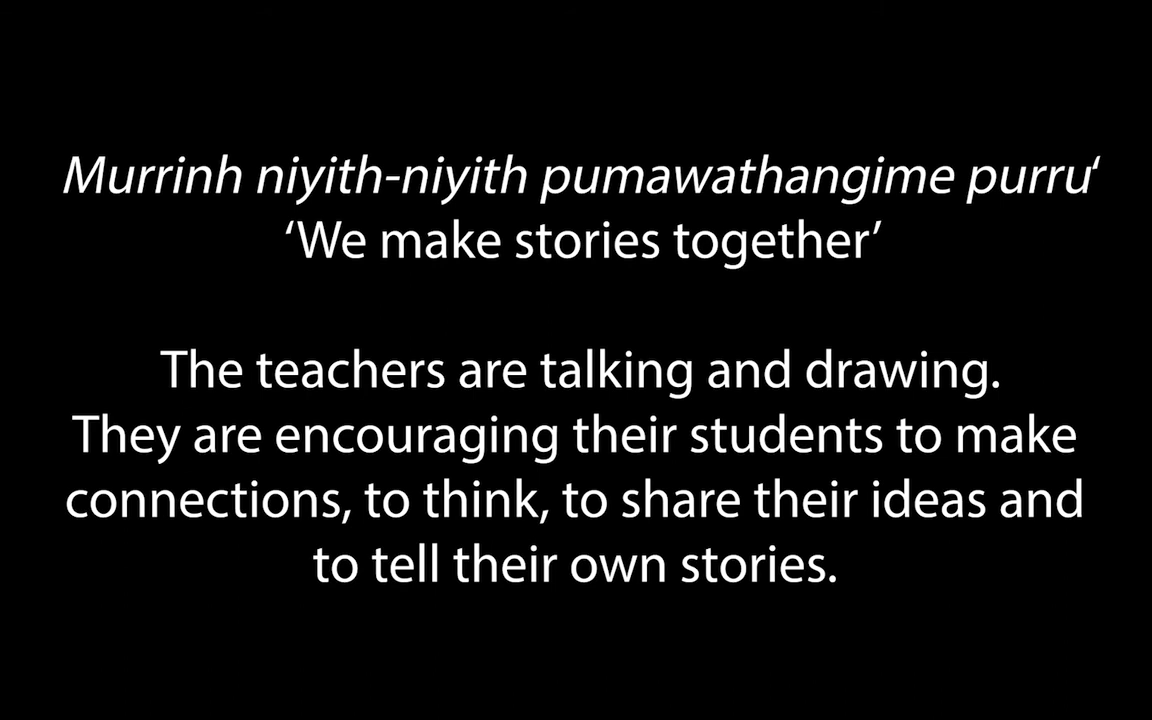 Murrinh niyith-niyith pumawathangime purru‘
‘We make stories together’
The teachers are talking and drawing.
They are encouraging their students to make
connections, to think, to share their ideas and
to tell their own stories.